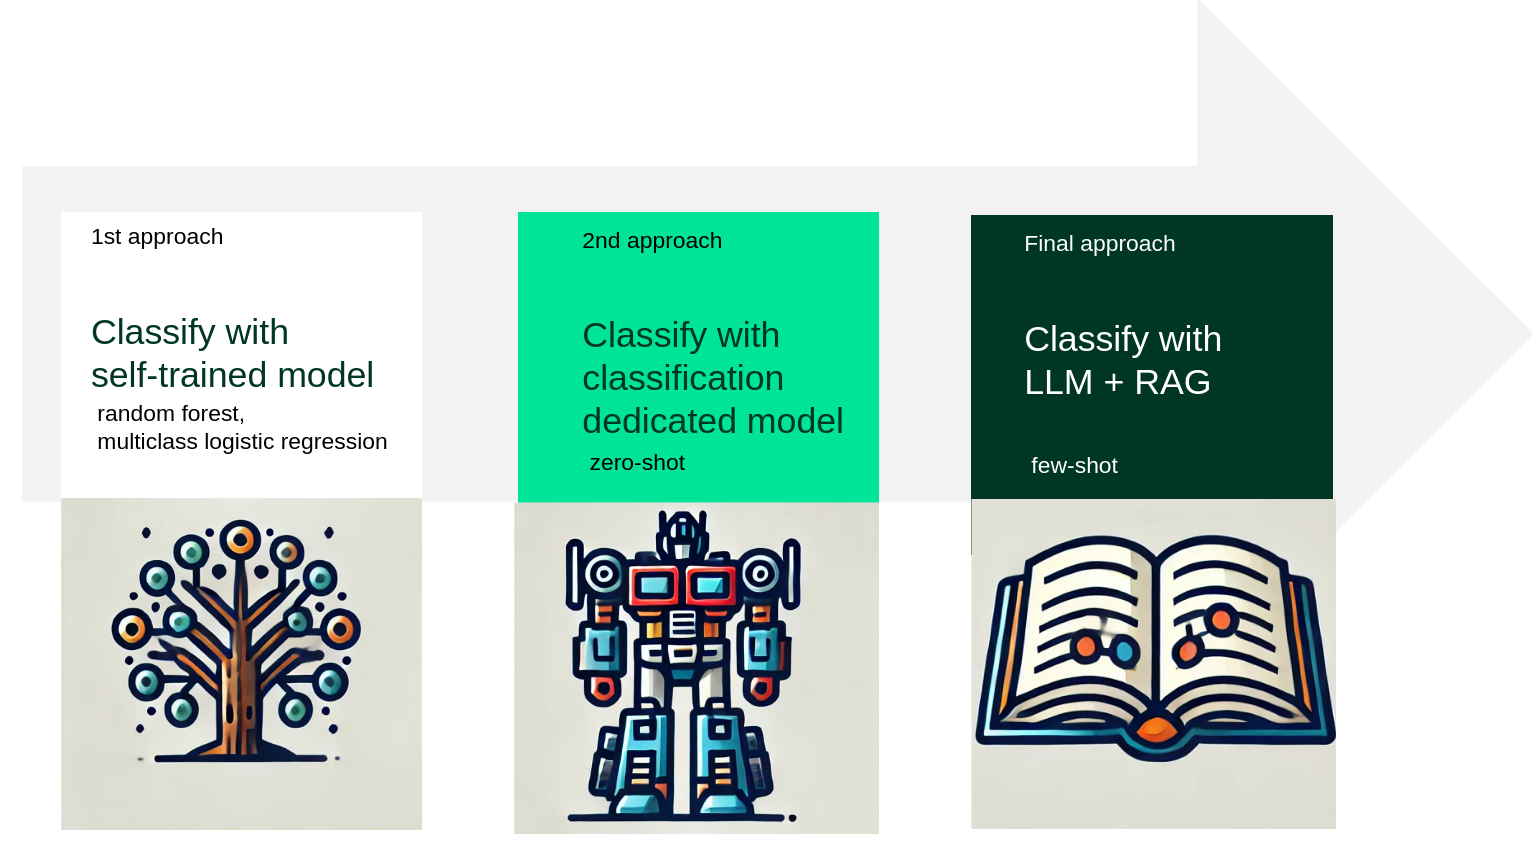 1st approach
Classify with
self-trained model
random forest,
multiclass logistic regression
2nd approach
Classify with
classification
dedicated model
zero-shot
Final approach
Classify with
LLM + RAG
few-shot